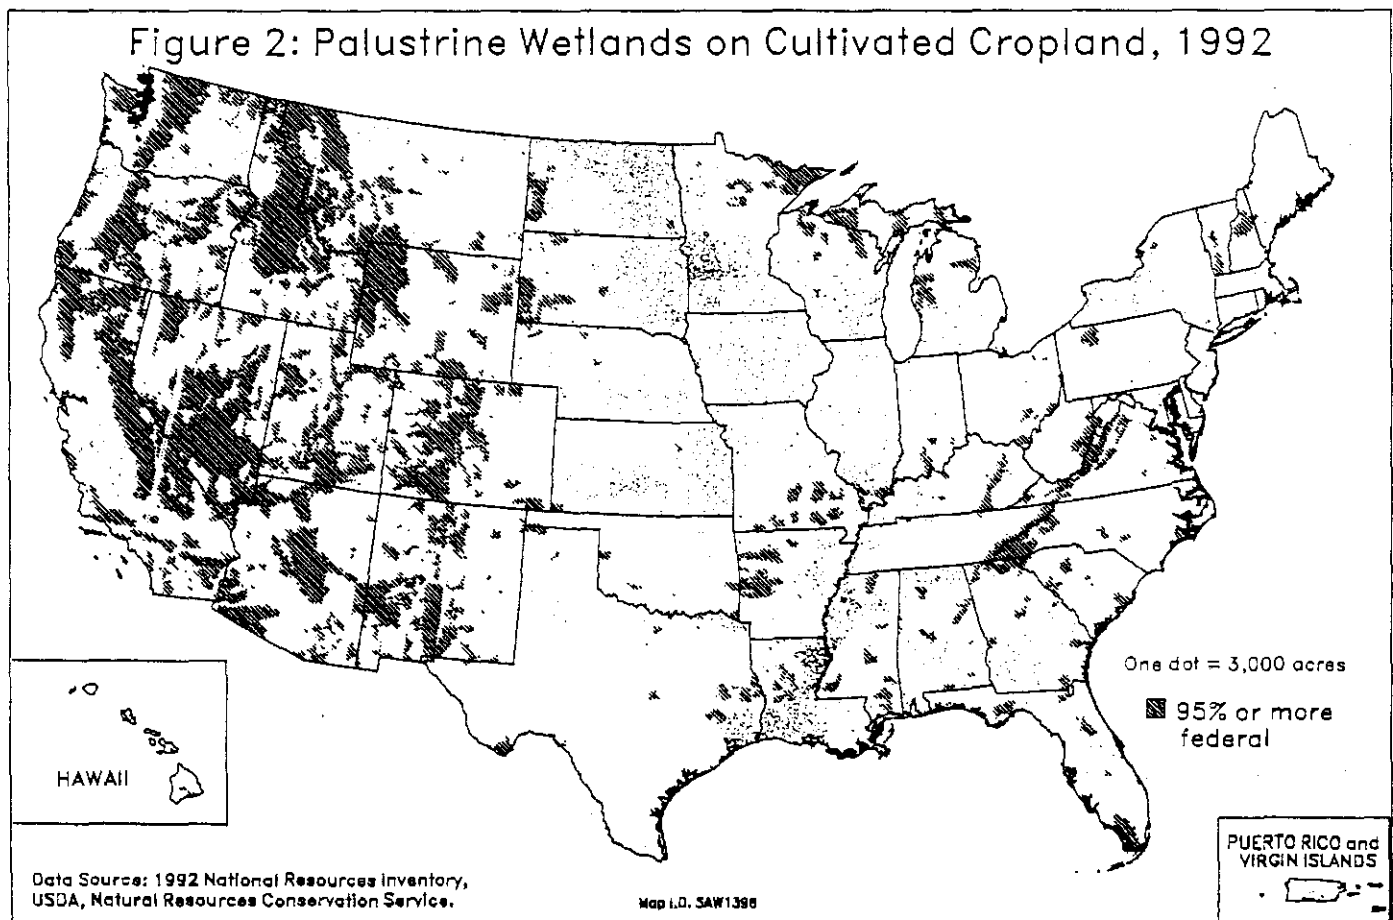 Figure 2: Palustrine Wetlands on Cultivated Cropland, 1992
One dot = 3,000 acres
95% or more
federal
HAWAII
PUERTO RICO and
VIRGIN ISLANDS
Data Source: 1992 National Resources Inventory,
USDA, Natural Resources Conservation Service.
Map I.D. SAW1398